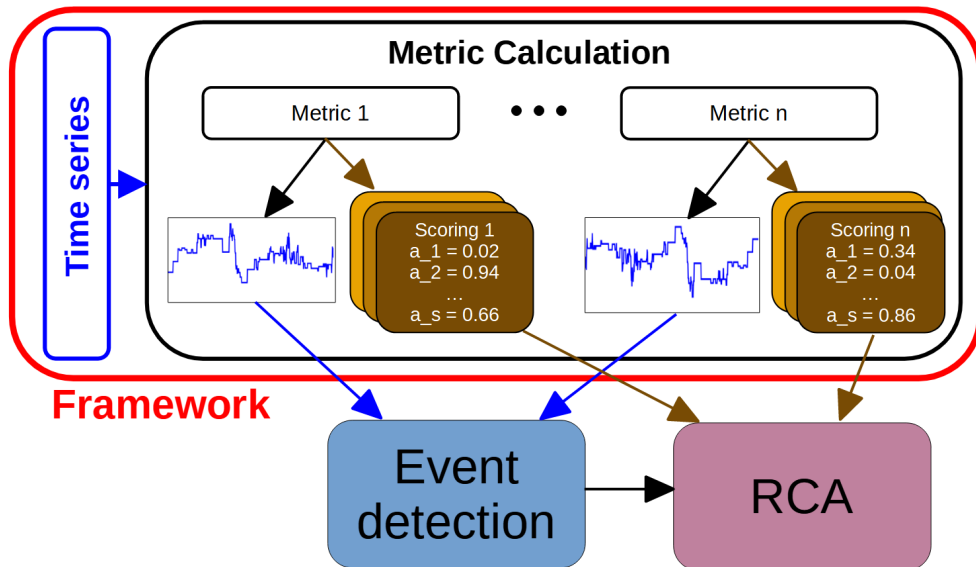 Metric Calculation
Time series
Metric 1
• • •
Metric n
Scoring 1
a_1 = 0.02
a_2 = 0.94
...
a_s = 0.66
Scoring n
a_1 = 0.34
a_2 = 0.04
...
a_s = 0.86
Framework
Event
detection
RCA